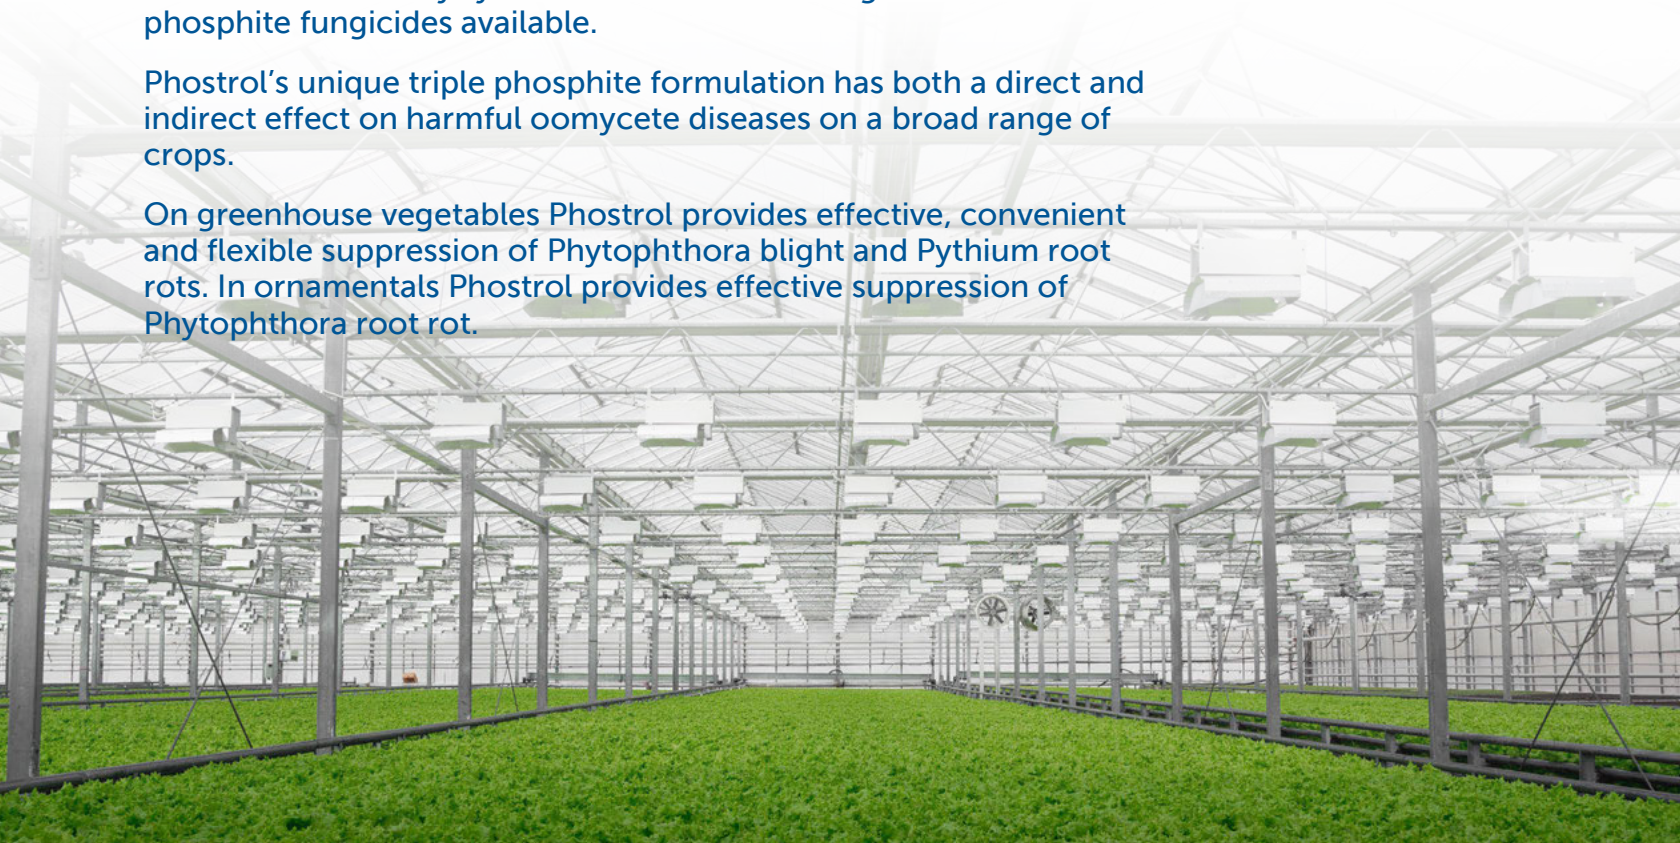 phosphite fungicides available.
Phostrol’s unique triple phosphite formulation has both a direct and
indirect effect on harmful oomycete diseases on a broad range of
crops.
On greenhouse vegetables Phostrol provides effective, convenient
and flexible suppression of Phytophthora blight and Pythium root
rots. In ornamentals Phostrol provides effective suppression of
Phytophthora root rot.